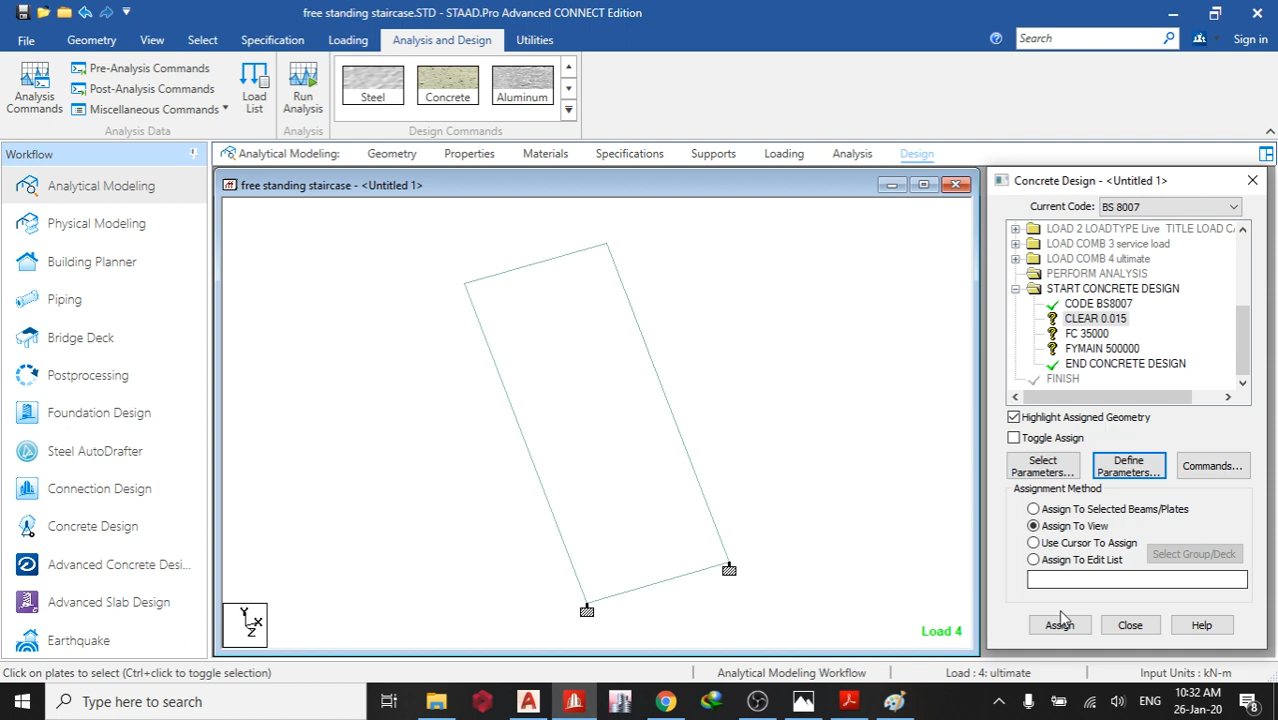 free standing staircase.STD - STAAD.Pro Advanced CONNECT Edition
File Geometry View Select Specification Loading Analysis and Design Utilities Search Sign in
Analysis Commands
Pre-Analysis Commands
Post-Analysis Commands
Miscellaneous Commands
Load List
Run Analysis
Steel Concrete Aluminum
Analysis Data Analysis Design Commands
Workflow
Analytical Modeling: Geometry Properties Materials Specifications Supports Loading Analysis Design
Analytical Modeling
Physical Modeling
Building Planner
Piping
Bridge Deck
Postprocessing
Foundation Design
Steel AutoDrafter
Connection Design
Concrete Design
Advanced Concrete Desi...
Advanced Slab Design
Earthquake
free standing staircase - <Untitled 1>
Y
X
Z
Load 4
Concrete Design - <Untitled 1>
Current Code: BS 8007
LOAD 2 LOADTYPE Live TITLE LOAD CA
LOAD COMB 3 service load
LOAD COMB 4 ultimate
PERFORM ANALYSIS
START CONCRETE DESIGN
CODE BS8007
CLEAR 0.015
FC 35000
FYMAIN 500000
END CONCRETE DESIGN
FINISH
Highlight Assigned Geometry
Toggle Assign
Select Parameters...
Define Parameters...
Commands...
Assignment Method
Assign To Selected Beams/Plates
Assign To View
Use Cursor To Assign
Assign To Edit List
Select Group/Deck
Assign Close Help
Click on plates to select (Ctrl+click to toggle selection) Analytical Modeling Workflow Load : 4: ultimate Input Units : kN-m
Type here to search
ENG
10:32 AM
26-Jan-20
8